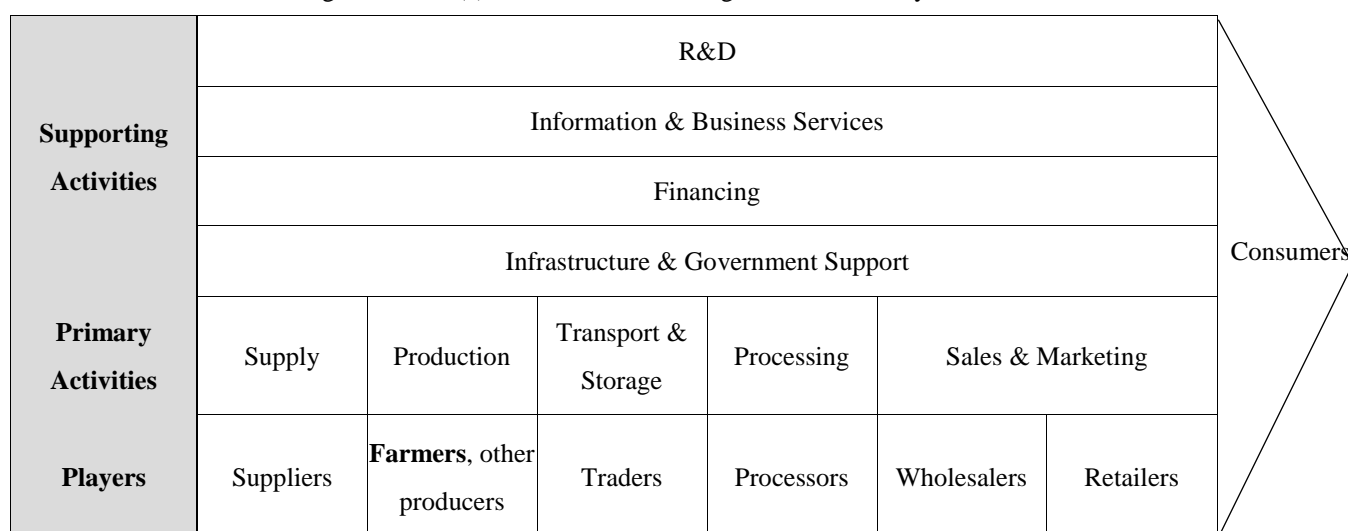 R&D
Supporting
Activities
Information & Business Services
Financing
Infrastructure & Government Support
Consumers
Primary
Activities
Supply
Production
Transport &
Storage
Processing
Sales & Marketing
Players
Suppliers
Farmers, other
producers
Traders
Processors
Wholesalers
Retailers